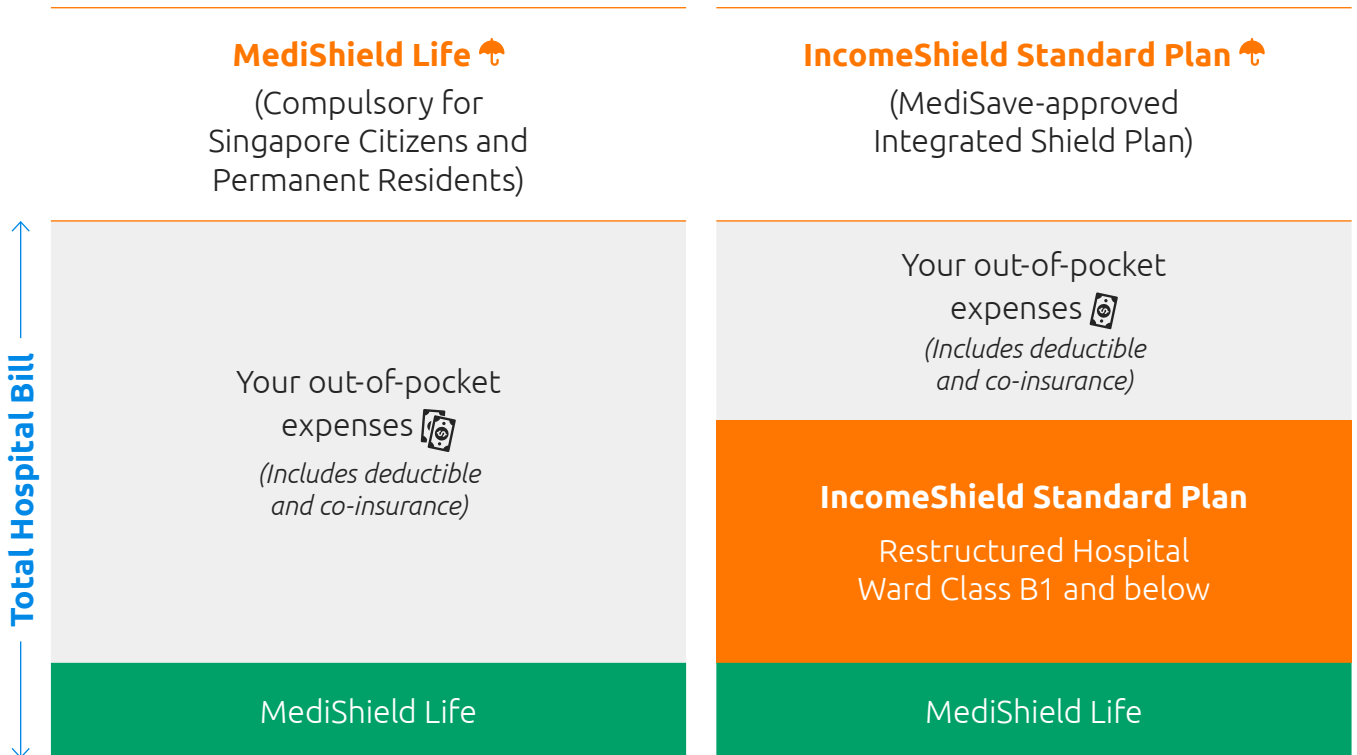 MediShield Life
(Compulsory for
Singapore Citizens and
Permanent Residents)
IncomeShield Standard Plan
(MediSave-approved
Integrated Shield Plan)
Total Hospital Bill
Your out-of-pocket
expenses
(Includes deductible
and co-insurance)
MediShield Life
Your out-of-pocket
expenses
(Includes deductible
and co-insurance)
IncomeShield Standard Plan
Restructured Hospital
Ward Class B1 and below
MediShield Life